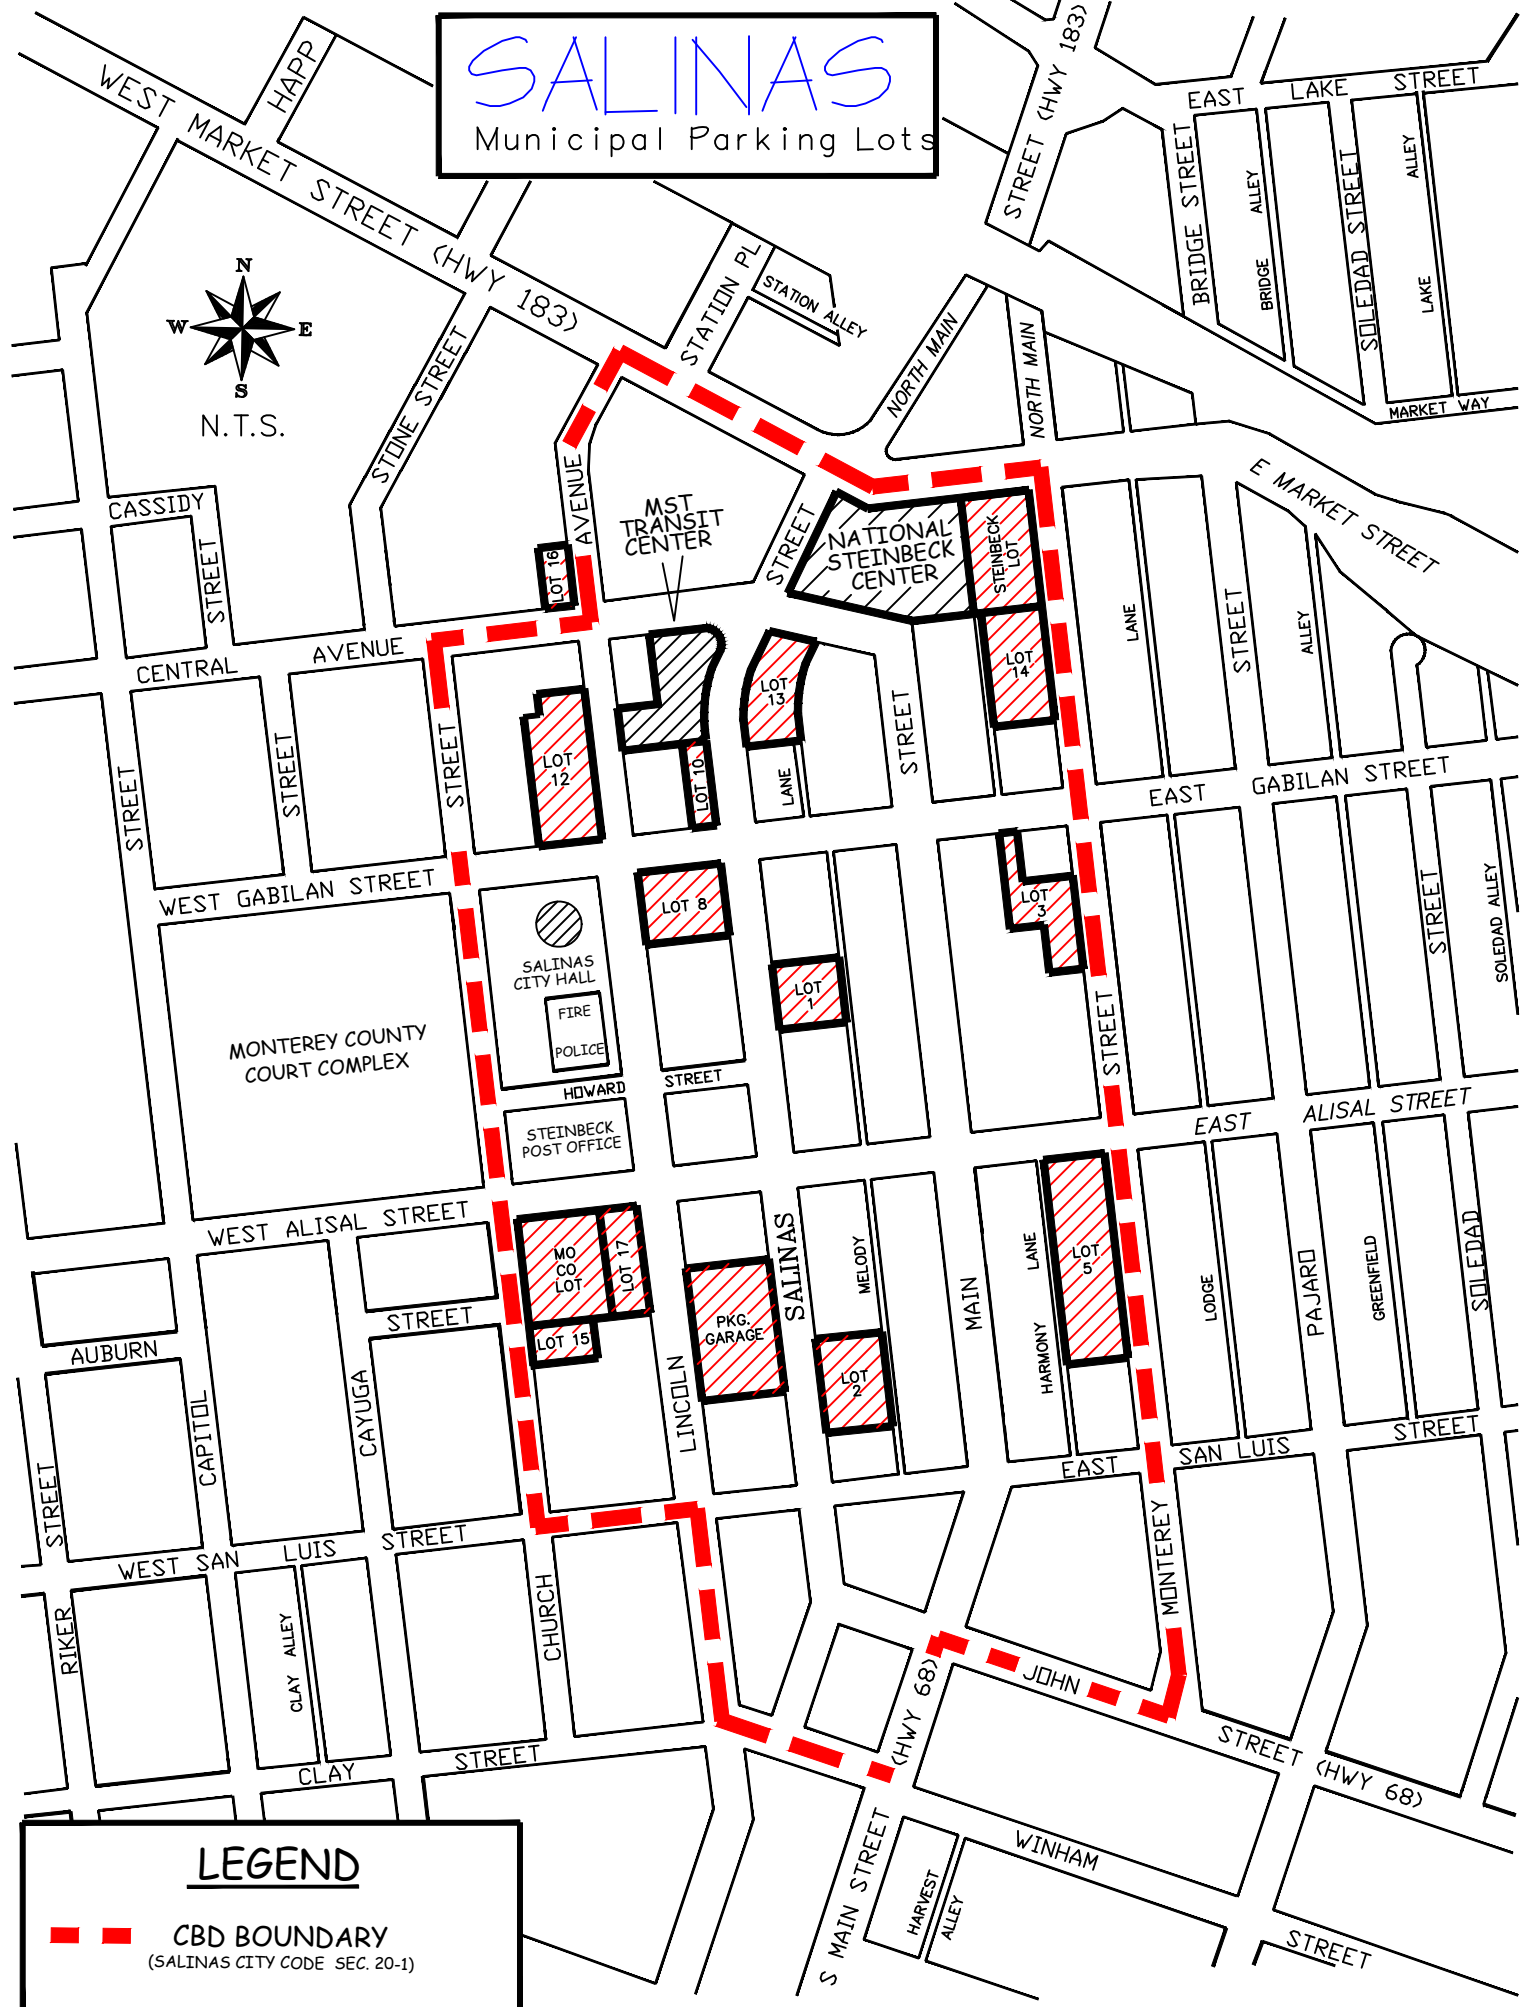 SALINAS
Municipal Parking Lots
HAPP
WEST MARKET STREET (HWY 183)
STREET (HWY 183)
EAST LAKE STREET
BRIDGE STREET
BRIDGE ALLEY
SOLEDAD STREET
LAKE ALLEY
MARKET WAY
N
W
E
S
N.T.S.
STATION PL
STATION ALLEY
STONE STREET
NORTH MAIN
NORTH MAIN
E MARKET STREET
CASSIDY
STREET
AVENUE
MST
TRANSIT
CENTER
STREET
NATIONAL
STEINBECK
CENTER
STEINBECK
LOT
LOT 16
LOT
14
LANE
STREET
ALLEY
CENTRAL AVENUE
LOT
13
LOT
12
LOT 10
LANE
STREET
STREET
STREET
STREET
EAST GABILAN STREET
WEST GABILAN STREET
LOT 8
LOT
3
STREET
SOLEDAD ALLEY
SALINAS
CITY HALL
FIRE
POLICE
LOT
1
MONTEREY COUNTY
COURT COMPLEX
STREET
HOWARD STREET
STEINBECK
POST OFFICE
EAST ALISAL STREET
WEST ALISAL STREET
MO
CO
LOT
LOT 17
LOT 15
SALINAS
MELODY
MAIN
HARMONY LANE
LOT
5
LODGE
PAJARO
GREENFIELD
SOLEDAD
STREET
AUBURN
PKG.
GARAGE
LOT
2
CAPITOL
CAYUGA
LINCOLN
STREET
EAST SAN LUIS STREET
WEST SAN LUIS STREET
MONTEREY
RIKER
CLAY ALLEY
CHURCH
(HWY 68)
JOHN STREET (HWY 68)
CLAY STREET
S MAIN STREET
WINHAM STREET
HARVEST
ALLEY
LEGEND
CBD BOUNDARY
(SALINAS CITY CODE SEC. 20-1)